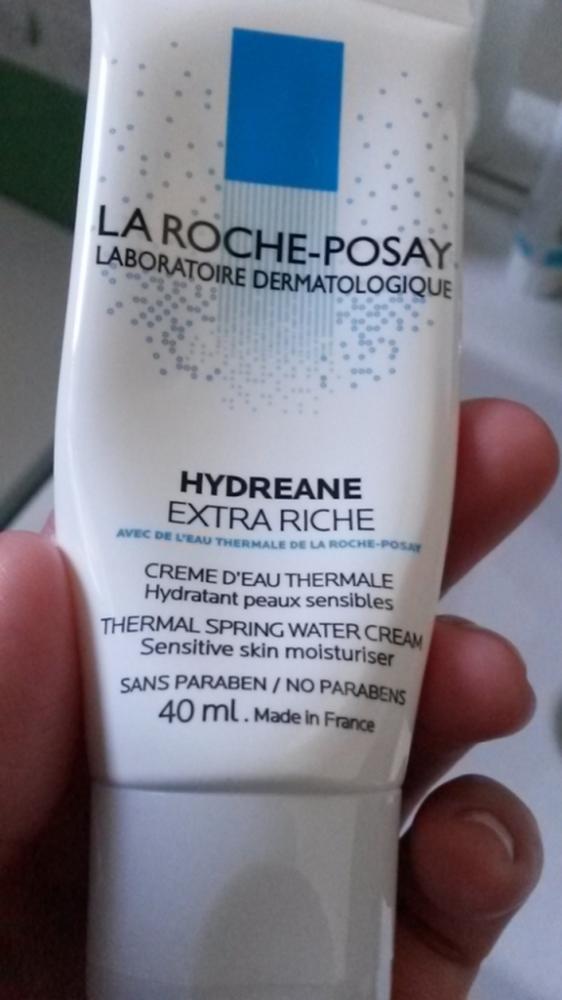 LA ROCHE-POSAY
LABORATOIRE DERMATOLOGIQUE
HYDREANE
EXTRA RICHE
AVEC DE L'EAU THERMALE DE LA ROCHE-POSAY
CREME D'EAU THERMALE
Hydratant peaux sensibles
THERMAL SPRING WATER CREAM
Sensitive skin moisturiser
SANS PARABEN / NO PARABENS
40 ml. Made in France